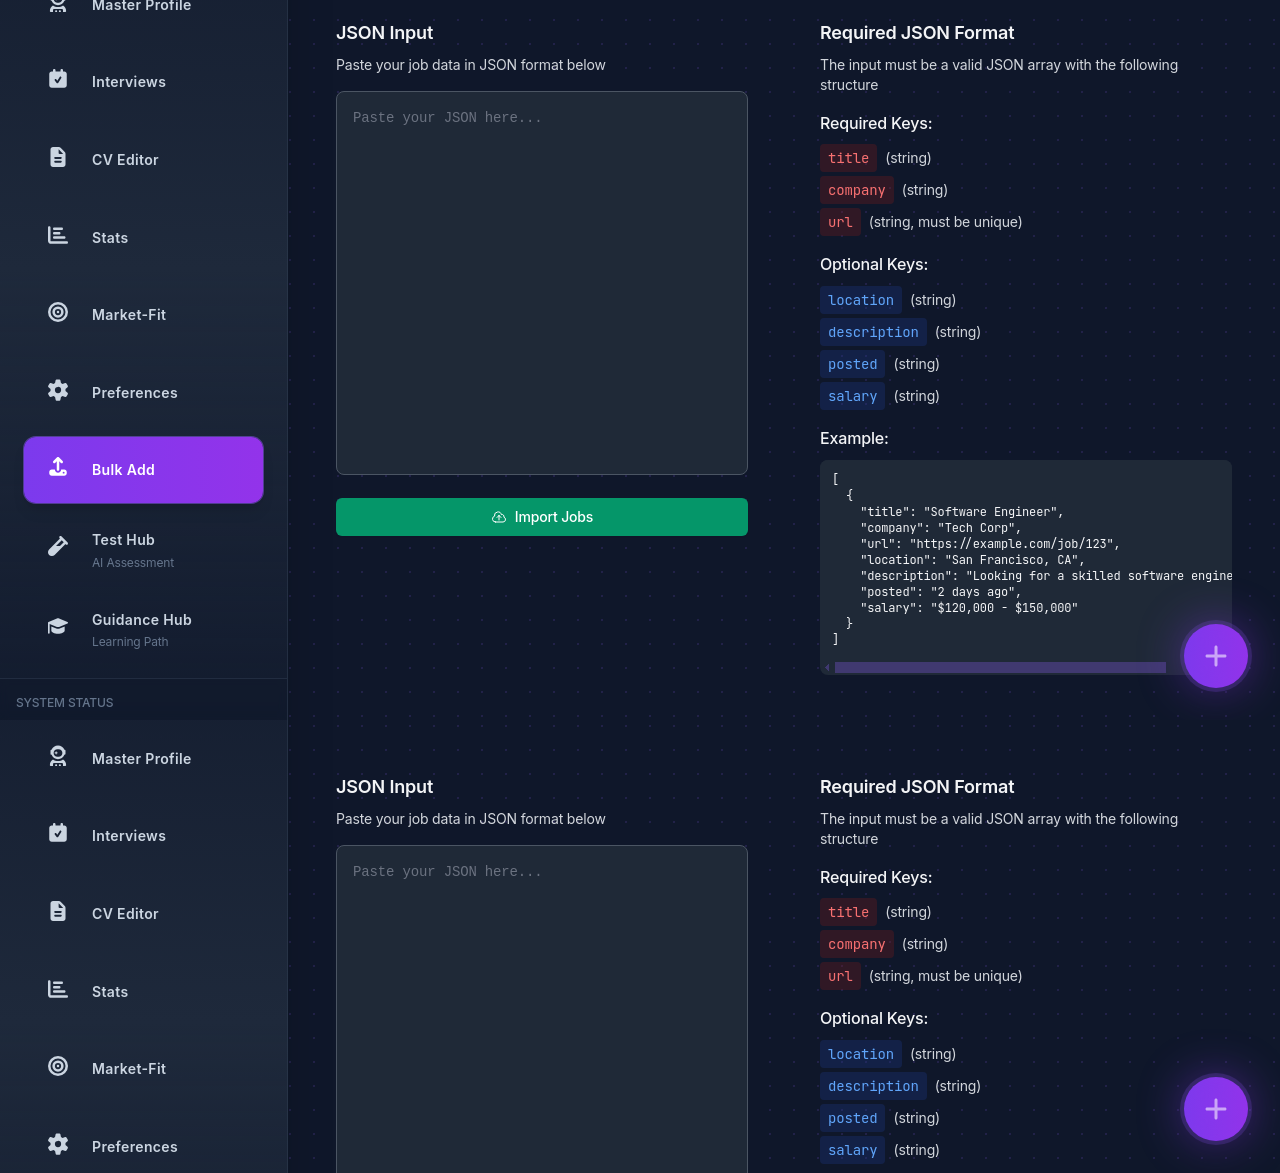 Master Profile
Interviews
CV Editor
Stats
Market-Fit
Preferences
Bulk Add
Test Hub
AI Assessment
Guidance Hub
Learning Path
SYSTEM STATUS
JSON Input
Paste your job data in JSON format below
Paste your JSON here...
Import Jobs
Required JSON Format
The input must be a valid JSON array with the following
structure
Required Keys:
title (string)
company (string)
url (string, must be unique)
Optional Keys:
location (string)
description (string)
posted (string)
salary (string)
Example:
[
{
"title": "Software Engineer",
"company": "Tech Corp",
"url": "https://example.com/job/123",
"location": "San Francisco, CA",
"description": "Looking for a skilled software engine
"posted": "2 days ago",
"salary": "$120,000 - $150,000"
}
]
Master Profile
Interviews
CV Editor
Stats
Market-Fit
Preferences
JSON Input
Paste your job data in JSON format below
Paste your JSON here...
Required JSON Format
The input must be a valid JSON array with the following
structure
Required Keys:
title (string)
company (string)
url (string, must be unique)
Optional Keys:
location (string)
description (string)
posted (string)
salary (string)